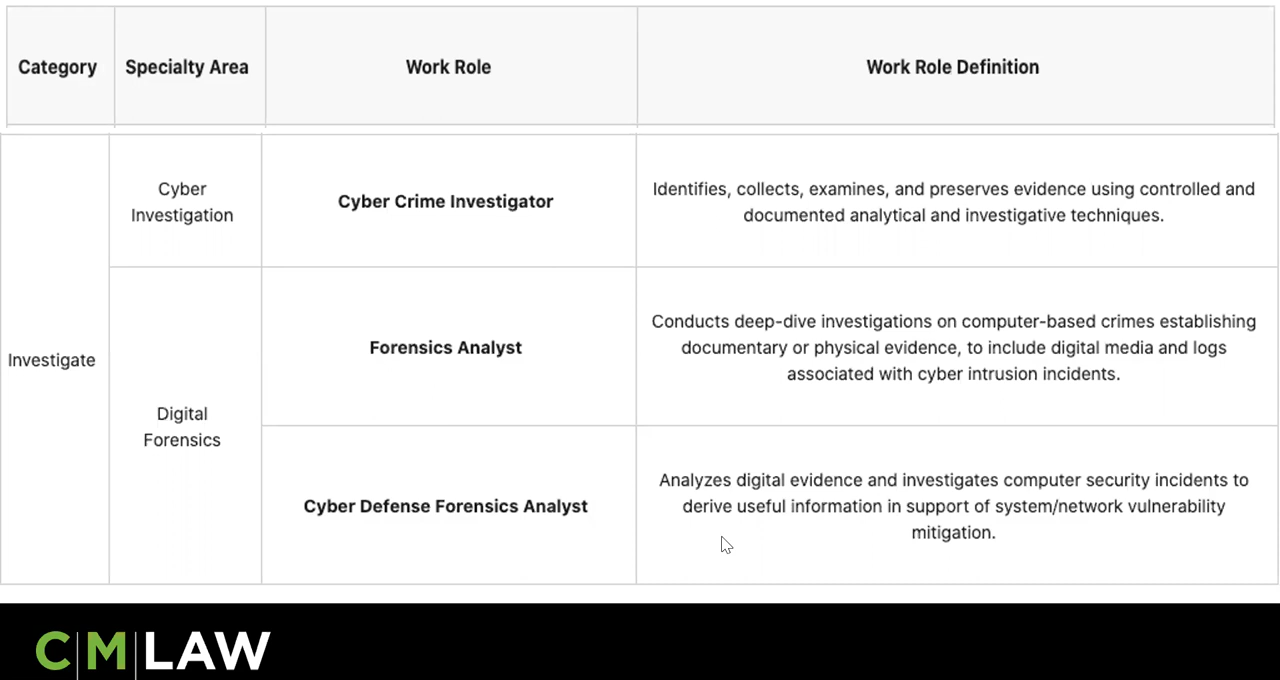 Category
Specialty Area
Work Role
Work Role Definition
Investigate
Cyber
Investigation
Cyber Crime Investigator
Identifies, collects, examines, and preserves evidence using controlled and
documented analytical and investigative techniques.
Digital
Forensics
Forensics Analyst
Conducts deep-dive investigations on computer-based crimes establishing
documentary or physical evidence, to include digital media and logs
associated with cyber intrusion incidents.
Cyber Defense Forensics Analyst
Analyzes digital evidence and investigates computer security incidents to
derive useful information in support of system/network vulnerability
mitigation.
C|M|LAW